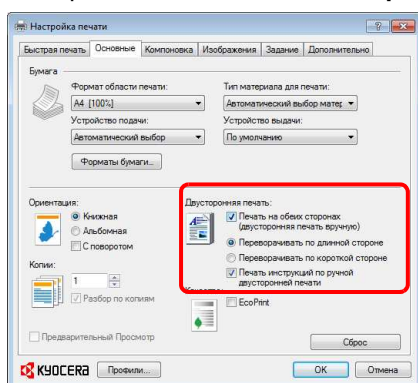 Настройка печати
Быстрая печать Основные Компоновка Изображения Задание Дополнительно
Бумага
Формат области печати:
A4 [100%]
Тип материала для печати:
Автоматический выбор матер
Устройство подачи:
Автоматический выбор
Устройство выдачи:
По умолчанию
Форматы бумаги...
Ориентация:
Книжная
Альбомная
С поворотом
Двусторонняя печать:
Печать на обеих сторонах
(двусторонняя печать вручную)
Переворачивать по длинной стороне
Переворачивать по короткой стороне
Печать инструкций по ручной
двусторонней печати
Копии:
1
Разбор по копиям
EcoPrint
Предварительный Просмотр
Сброс
KYOCERA
Профили...
OK
Отмена